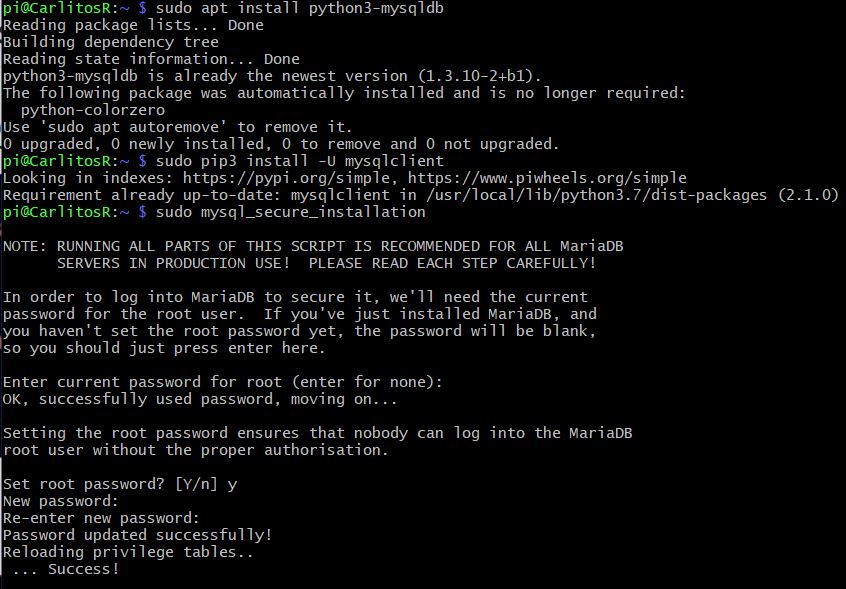 pi@CarlitosR:~ $ sudo apt install python3-mysqldb
Reading package lists... Done
Building dependency tree
Reading state information... Done
python3-mysqldb is already the newest version (1.3.10-2+b1).
The following package was automatically installed and is no longer required:
  python-colorzero
Use 'sudo apt autoremove' to remove it.
0 upgraded, 0 newly installed, 0 to remove and 0 not upgraded.
pi@CarlitosR:~ $ sudo pip3 install -U mysqlclient
Looking in indexes: https://pypi.org/simple, https://www.piwheels.org/simple
Requirement already up-to-date: mysqlclient in /usr/local/lib/python3.7/dist-packages (2.1.0)
pi@CarlitosR:~ $ sudo mysql_secure_installation

NOTE: RUNNING ALL PARTS OF THIS SCRIPT IS RECOMMENDED FOR ALL MariaDB
      SERVERS IN PRODUCTION USE!  PLEASE READ EACH STEP CAREFULLY!

In order to log into MariaDB to secure it, we'll need the current
password for the root user.  If you've just installed MariaDB, and
you haven't set the root password yet, the password will be blank,
so you should just press enter here.

Enter current password for root (enter for none):
OK, successfully used password, moving on...

Setting the root password ensures that nobody can log into the MariaDB
root user without the proper authorisation.

Set root password? [Y/n] y
New password:
Re-enter new password:
Password updated successfully!
Reloading privilege tables..
 ... Success!